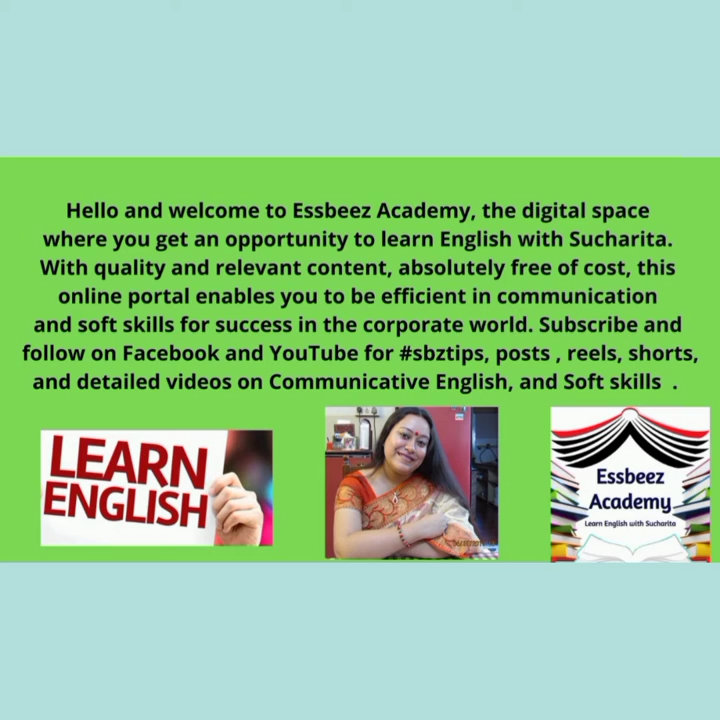 Hello and welcome to Essbeez Academy, the digital space
where you get an opportunity to learn English with Sucharita.
With quality and relevant content, absolutely free of cost, this
online portal enables you to be efficient in communication
and soft skills for success in the corporate world. Subscribe and
follow on Facebook and YouTube for #sbztips, posts , reels, shorts,
and detailed videos on Communicative English, and Soft skills .
LEARN
ENGLISH
Essbeez
Academy
Learn English with Sucharita